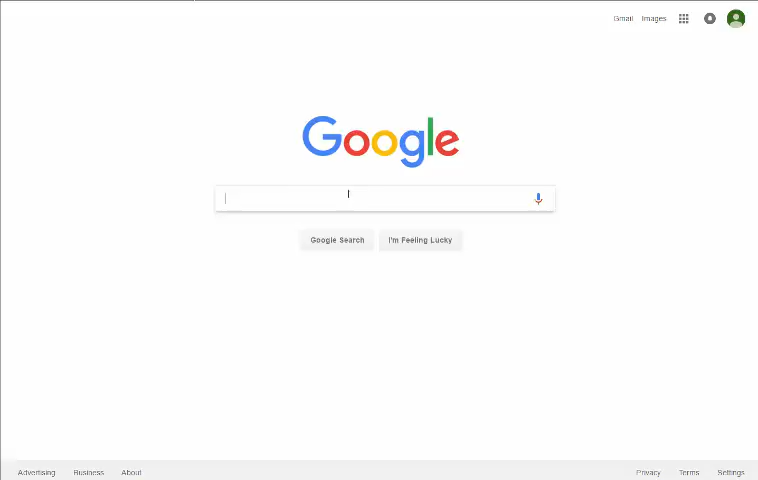 Gmail Images
Google
Google Search I'm Feeling Lucky
Advertising Business About Privacy Terms Settings